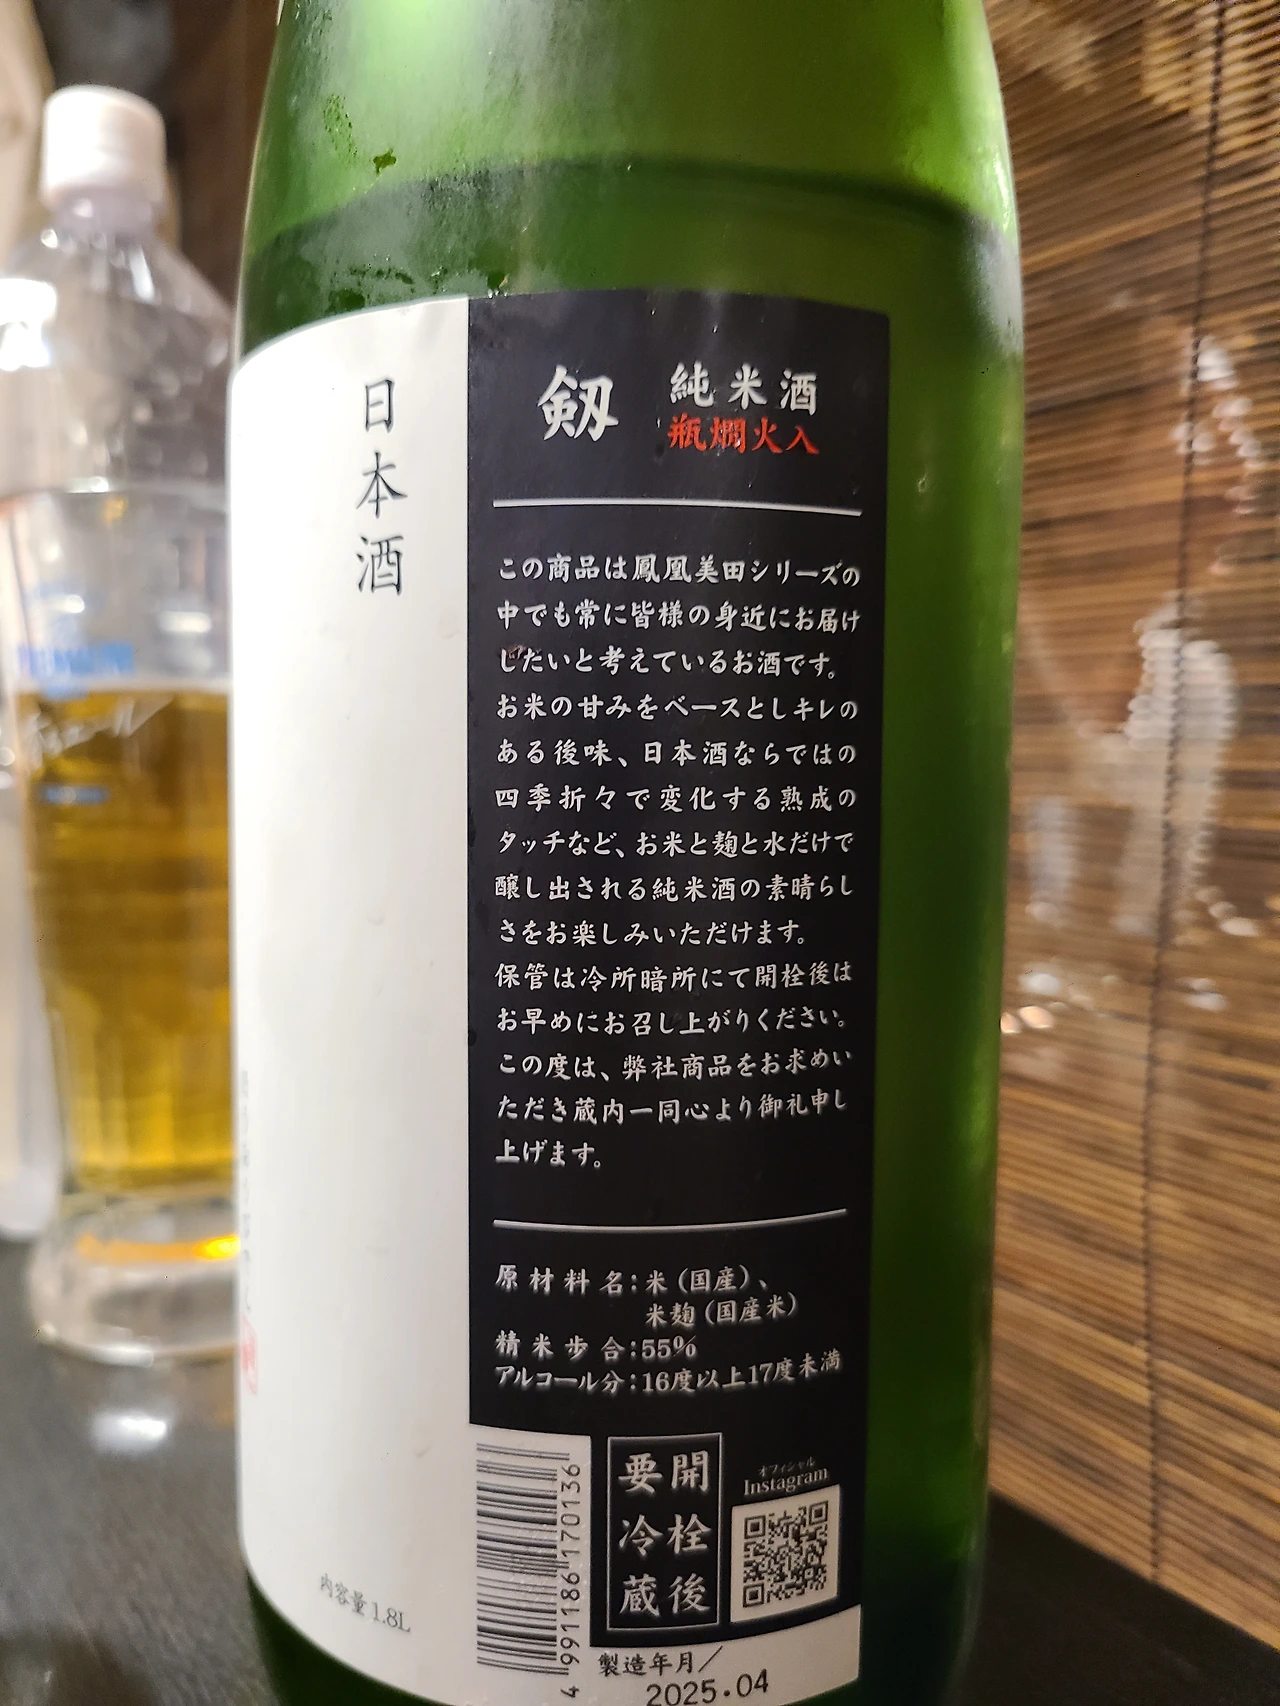 日本酒
内容量 1.8L
剱 純米酒
瓶燗火入
この商品は鳳凰美田シリーズの
中でも常に皆様の身近にお届け
したいと考えているお酒です。
お米の甘みをベースとしキレの
ある後味、日本酒ならではの
四季折々で変化する熟成の
タッチなど、お米と麹と水だけで
醸し出される純米酒の素晴らし
さをお楽しみいただけます。
保管は冷所暗所にて開栓後は
お早めにお召し上がりください。
この度は、弊社商品をお求めい
ただき蔵内一同心より御礼申し
上げます。
原材料名：米（国産）、
米麹（国産米）
精米歩合：55％
アルコール分：16度以上17度未満
4 991186 170136
開栓後
要冷蔵
オフィシャル
Instagram
製造年月／
2025.04